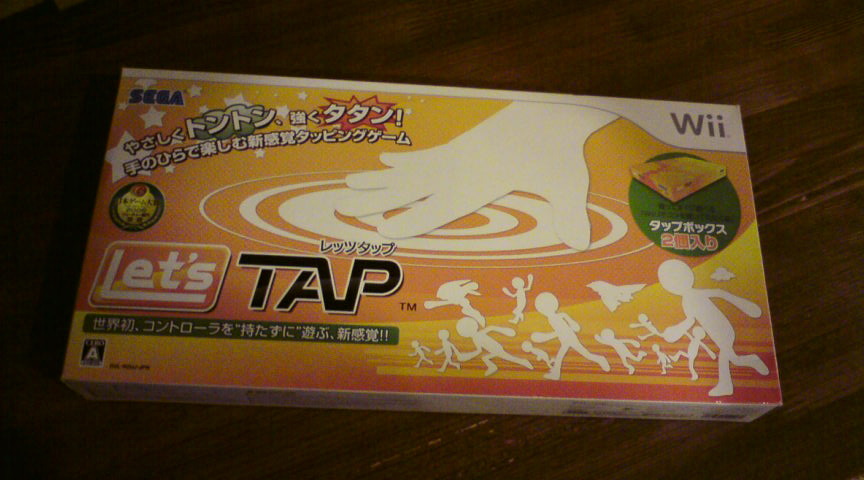 SEGA
やさしくトントン、強くタタン!
手のひらで楽しむ新感覚タッピングゲーム
Wii
タップボックス
2個入り
レッツタップ
Let's TAP™
世界初、コントローラを"持たずに"遊ぶ、新感覚!!
CERO
A